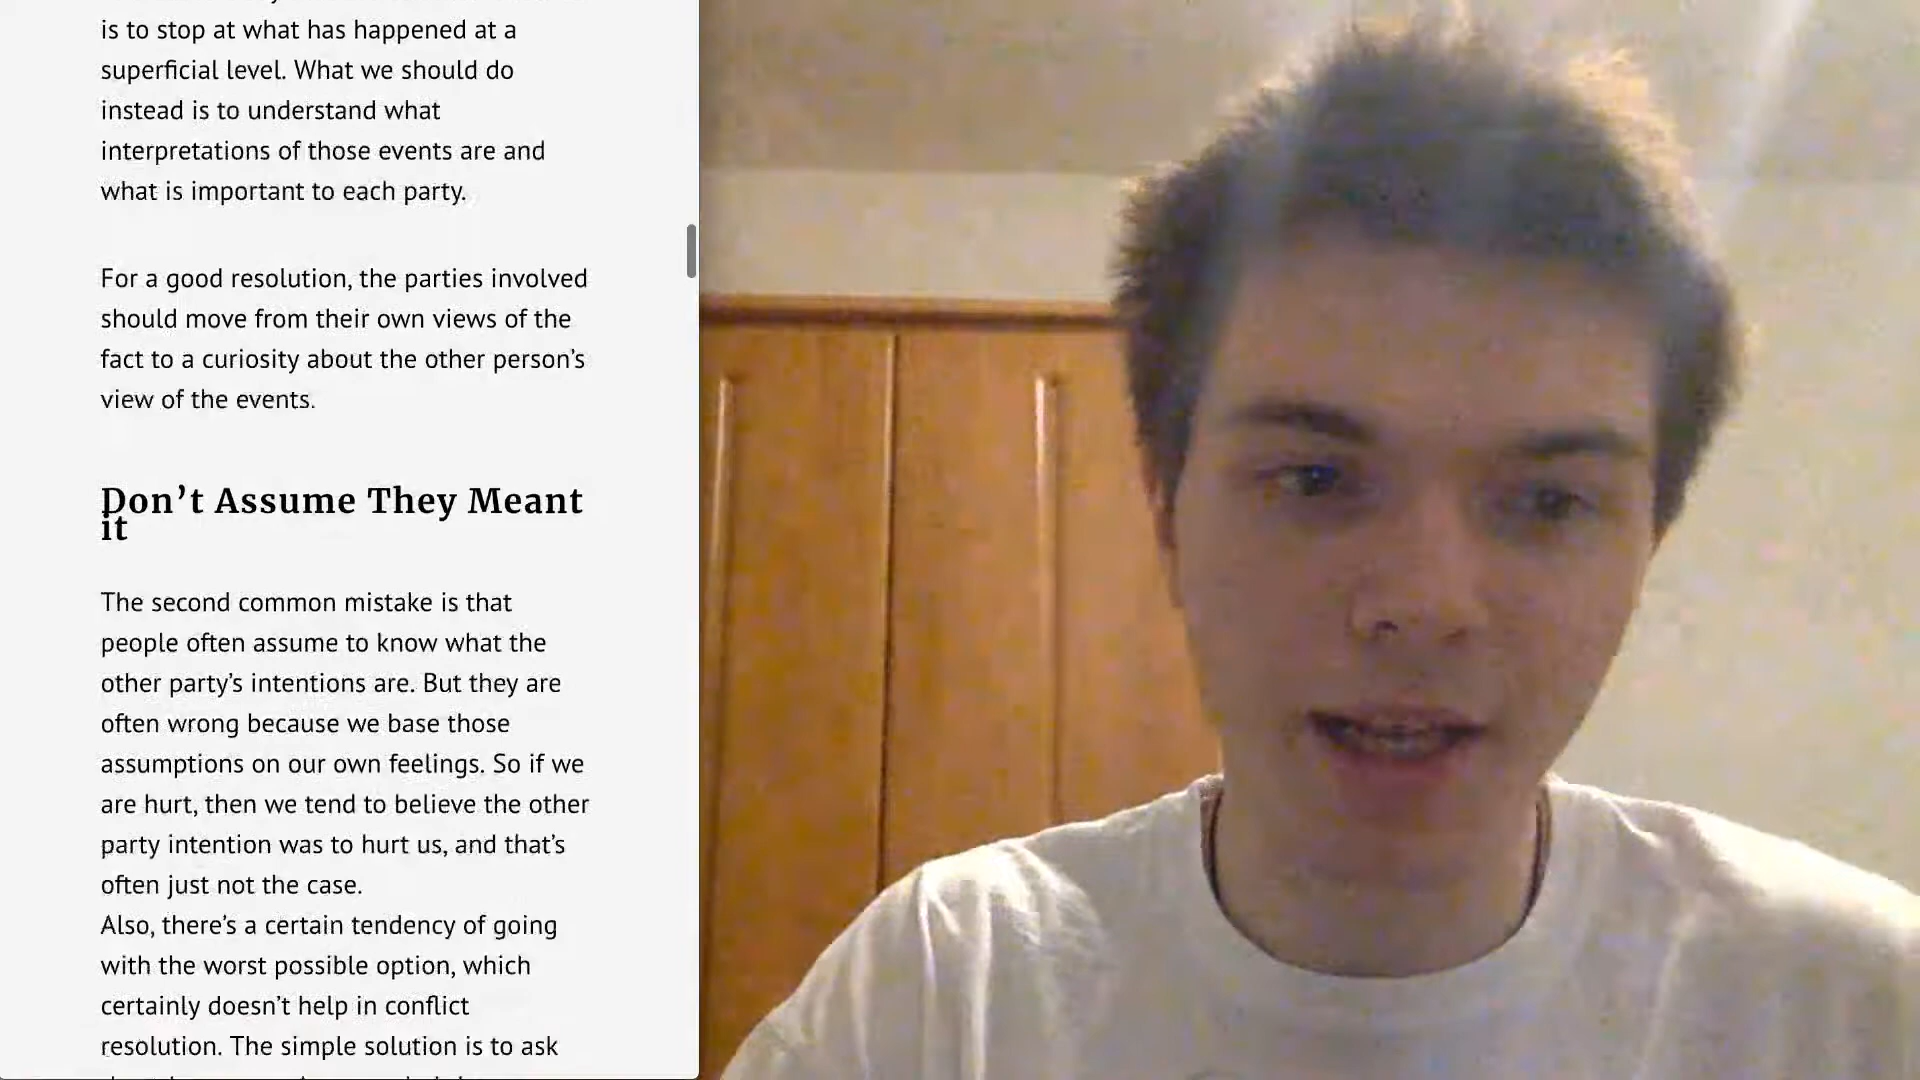 is to stop at what has happened at a
superficial level. What we should do
instead is to understand what
interpretations of those events are and
what is important to each party.
For a good resolution, the parties involved
should move from their own views of the
fact to a curiosity about the other person’s
view of the events.
Don’t Assume They Meant
it
The second common mistake is that
people often assume to know what the
other party’s intentions are. But they are
often wrong because we base those
assumptions on our own feelings. So if we
are hurt, then we tend to believe the other
party intention was to hurt us, and that’s
often just not the case.
Also, there’s a certain tendency of going
with the worst possible option, which
certainly doesn’t help in conflict
resolution. The simple solution is to ask